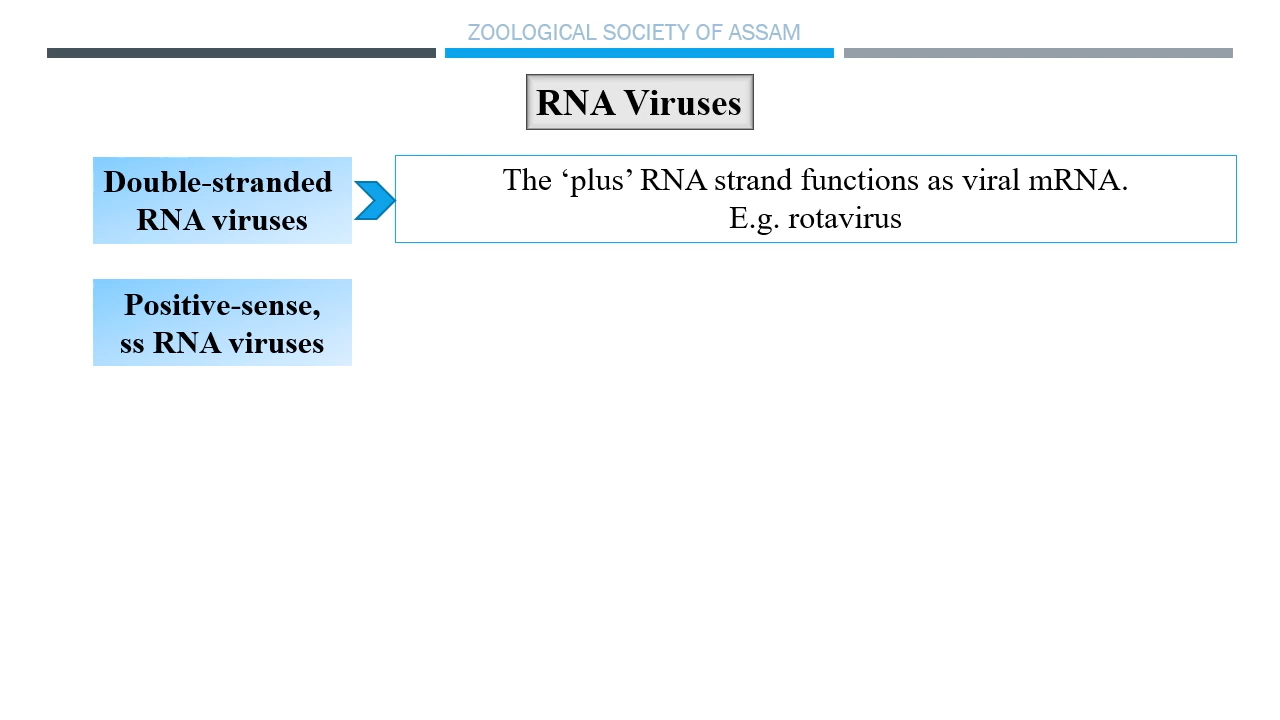 ZOOLOGICAL SOCIETY OF ASSAM
RNA Viruses
Double-stranded
RNA viruses
The ‘plus’ RNA strand functions as viral mRNA.
E.g. rotavirus
Positive-sense,
ss RNA viruses